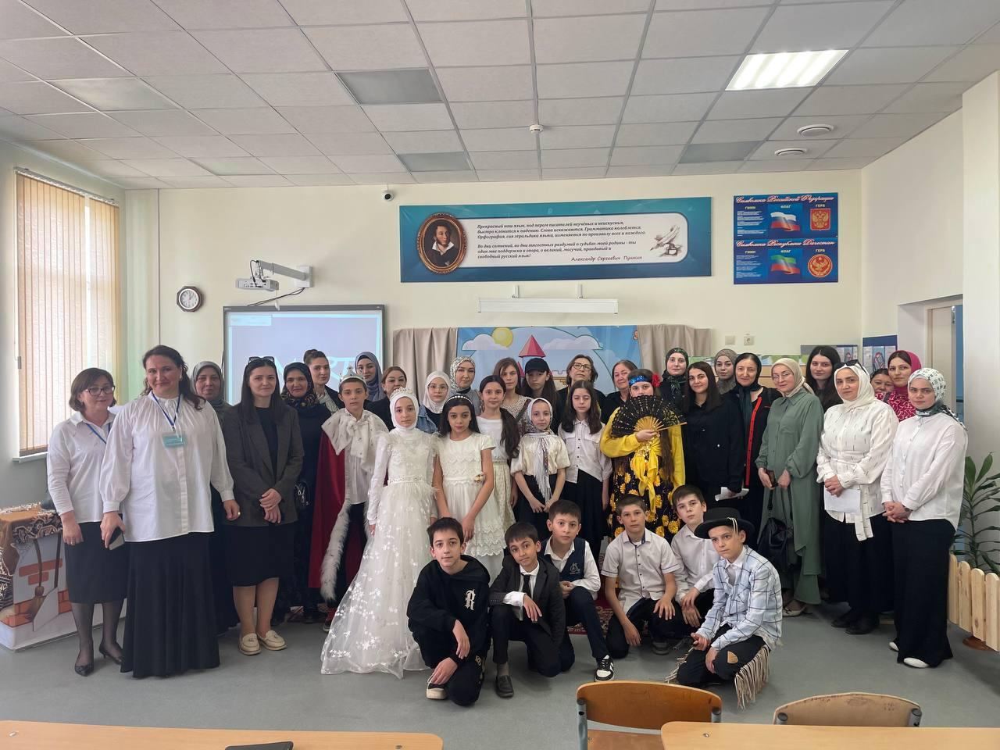 Прекрасный наш язык, под пером писателей неучёных и неискусных,
быстро клонится к падению. Слова искажаются. Грамматика колеблется.
Орфография, сия геральдика языка, изменяется по произволу всех и каждого.
Во дни сомнений, во дни тягостных раздумий о судьбах моей родины - ты
один мне поддержка и опора, о великий, могучий, правдивый и
свободный русский язык!
Александр Сергеевич Пушкин
Символика Российской Федерации
ГИМН ФЛАГ ГЕРБ
Символика Республики Дагестан
ГИМН ФЛАГ ГЕРБ